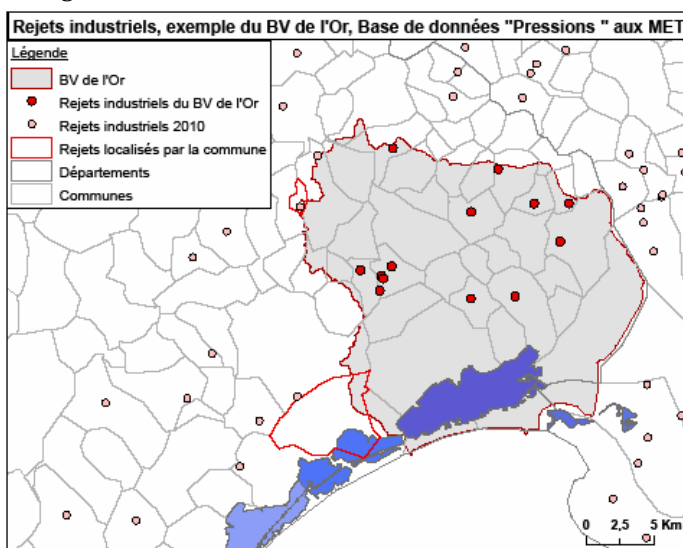 Rejets industriels, exemple du BV de l'Or, Base de données "Pressions " aux MET
Légende
BV de l'Or
Rejets industriels du BV de l'Or
Rejets industriels 2010
Rejets localisés par la commune
Départements
Communes
0 2,5 5 Km